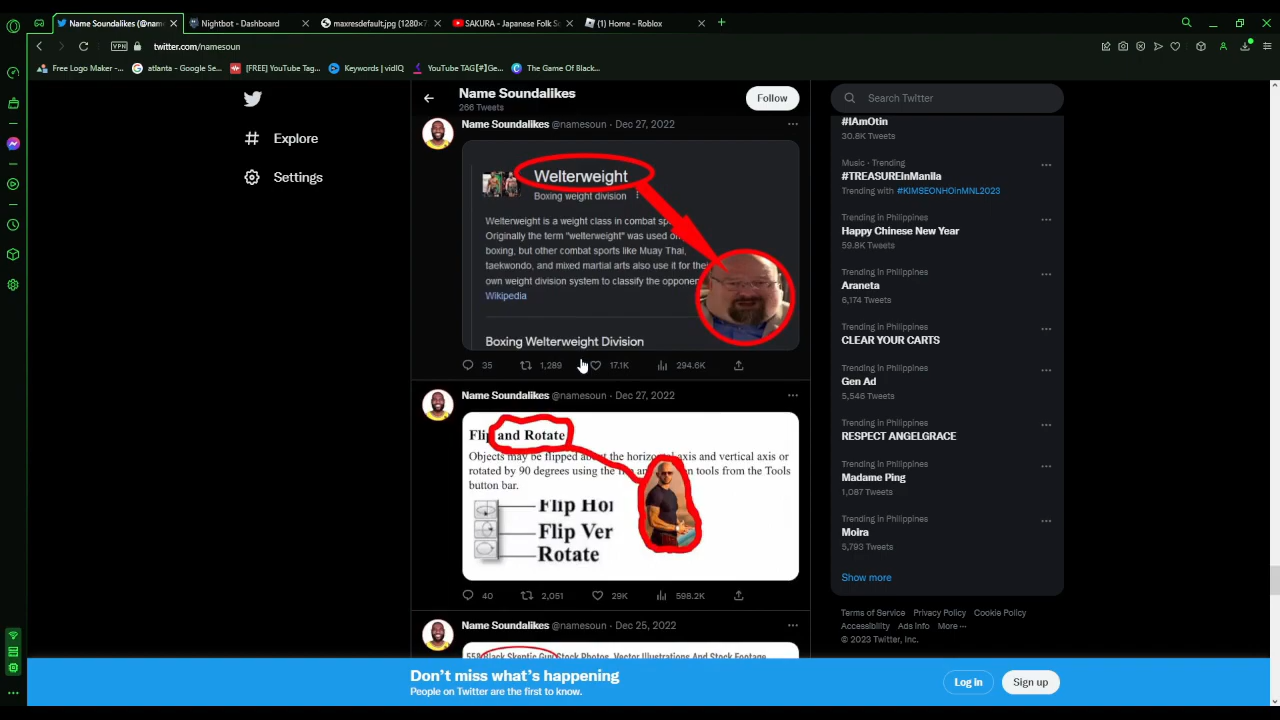 Name Soundalikes (@name
Nightbot - Dashboard
maxresdefault.jpg (1280×7
SAKURA - Japanese Folk S
(1) Home - Roblox
VPN
twitter.com/namesoun
Free Logo Maker -...
atlanta - Google Se...
[FREE] YouTube Tag...
Keywords | vidIQ
YouTube TAG[#]Ge...
The Game Of Black...
Explore
Settings
Name Soundalikes
266 Tweets
Follow
Name Soundalikes @namesoun · Dec 27, 2022
Welterweight
Boxing weight division
Welterweight is a weight class in combat
Originally the term "welterweight" was used
boxing, but other combat sports like Muay Thai,
taekwondo, and mixed martial arts also use it for
own weight division system to classify the
Wikipedia
Boxing Welterweight Division
35 1,289 17.1K 294.6K
Name Soundalikes @namesoun · Dec 27, 2022
Flip and Rotate
Objects may be flipped about the horizontal axis and vertical axis or
rotated by 90 degrees using the tools from the Tools
button bar.
Flip Hor
Flip Ver
Rotate
40 2,051 29K 598.2K
Name Soundalikes @namesoun · Dec 25, 2022
Black Skeptic Guy Stock Photos, Vector Illustrations And Stock Footage
Search Twitter
#IAmOtin
30.8K Tweets
Music · Trending
#TREASUREinManila
Trending with #KIMSEONHOinMNL2023
Trending in Philippines
Happy Chinese New Year
59.8K Tweets
Trending in Philippines
Araneta
6,174 Tweets
Trending in Philippines
CLEAR YOUR CARTS
Trending in Philippines
Gen Ad
5,546 Tweets
Trending in Philippines
RESPECT ANGELGRACE
Trending in Philippines
Madame Ping
1,087 Tweets
Trending in Philippines
Moira
5,793 Tweets
Show more
Terms of Service Privacy Policy Cookie Policy
Accessibility Ads info More ···
© 2023 Twitter, Inc.
Don't miss what's happening
People on Twitter are the first to know.
Log in
Sign up